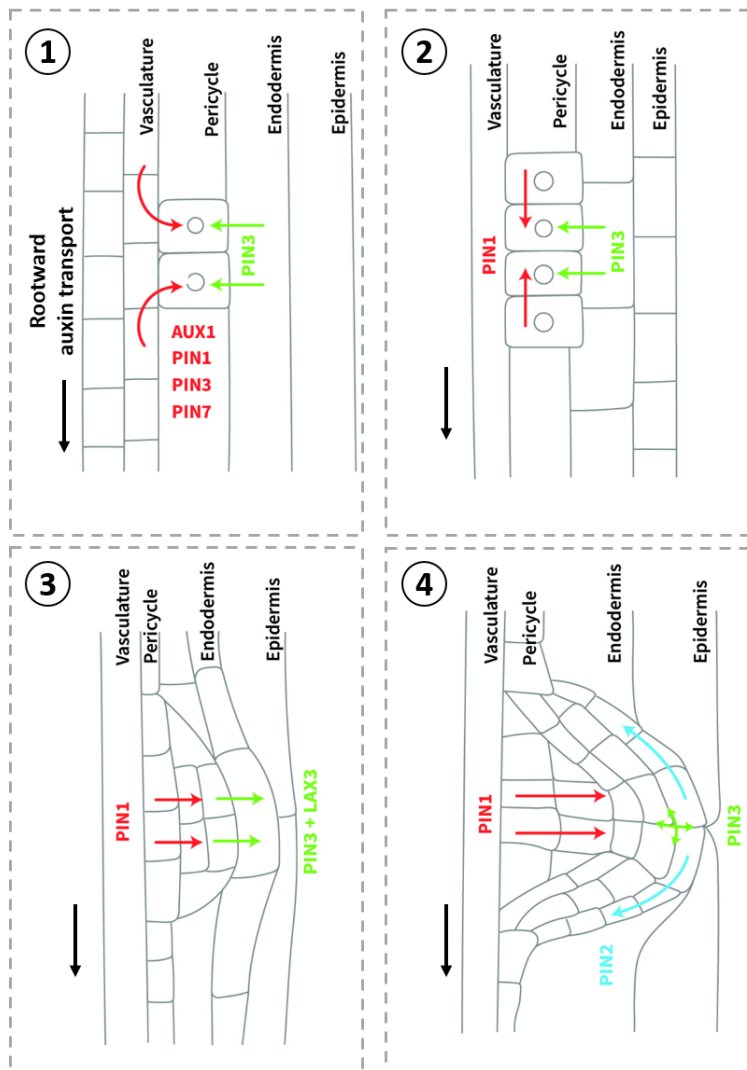 1
Vasculature
Pericycle
Endodermis
Epidermis
Rootward
auxin transport
PIN3
AUX1
PIN1
PIN3
PIN7
2
Vasculature
Pericycle
Endodermis
Epidermis
PIN1
PIN3
3
Vasculature
Pericycle
Endodermis
Epidermis
PIN1
PIN3 + LAX3
4
Vasculature
Pericycle
Endodermis
Epidermis
PIN1
PIN3
PIN2